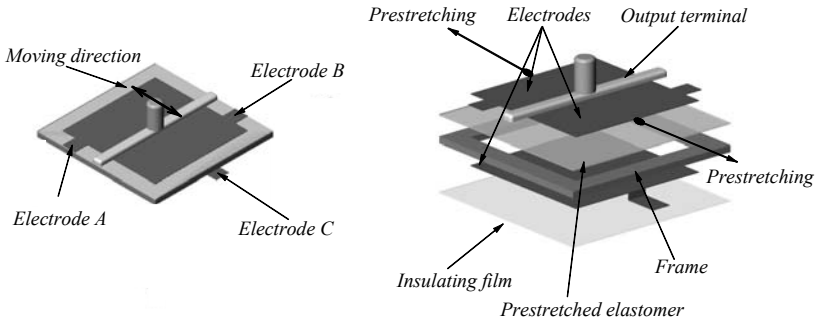 Moving direction
Electrode B
Electrode A
Electrode C
Prestretching
Electrodes
Output terminal
Prestretching
Insulating film
Frame
Prestretched elastomer